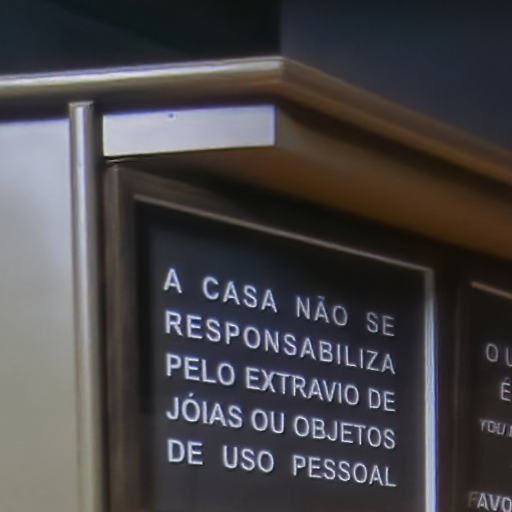 A CASA NÃO SE
RESPONSABILIZA
PELO EXTRAVIO DE
JÓIAS OU OBJETOS
DE USO PESSOAL
O
É